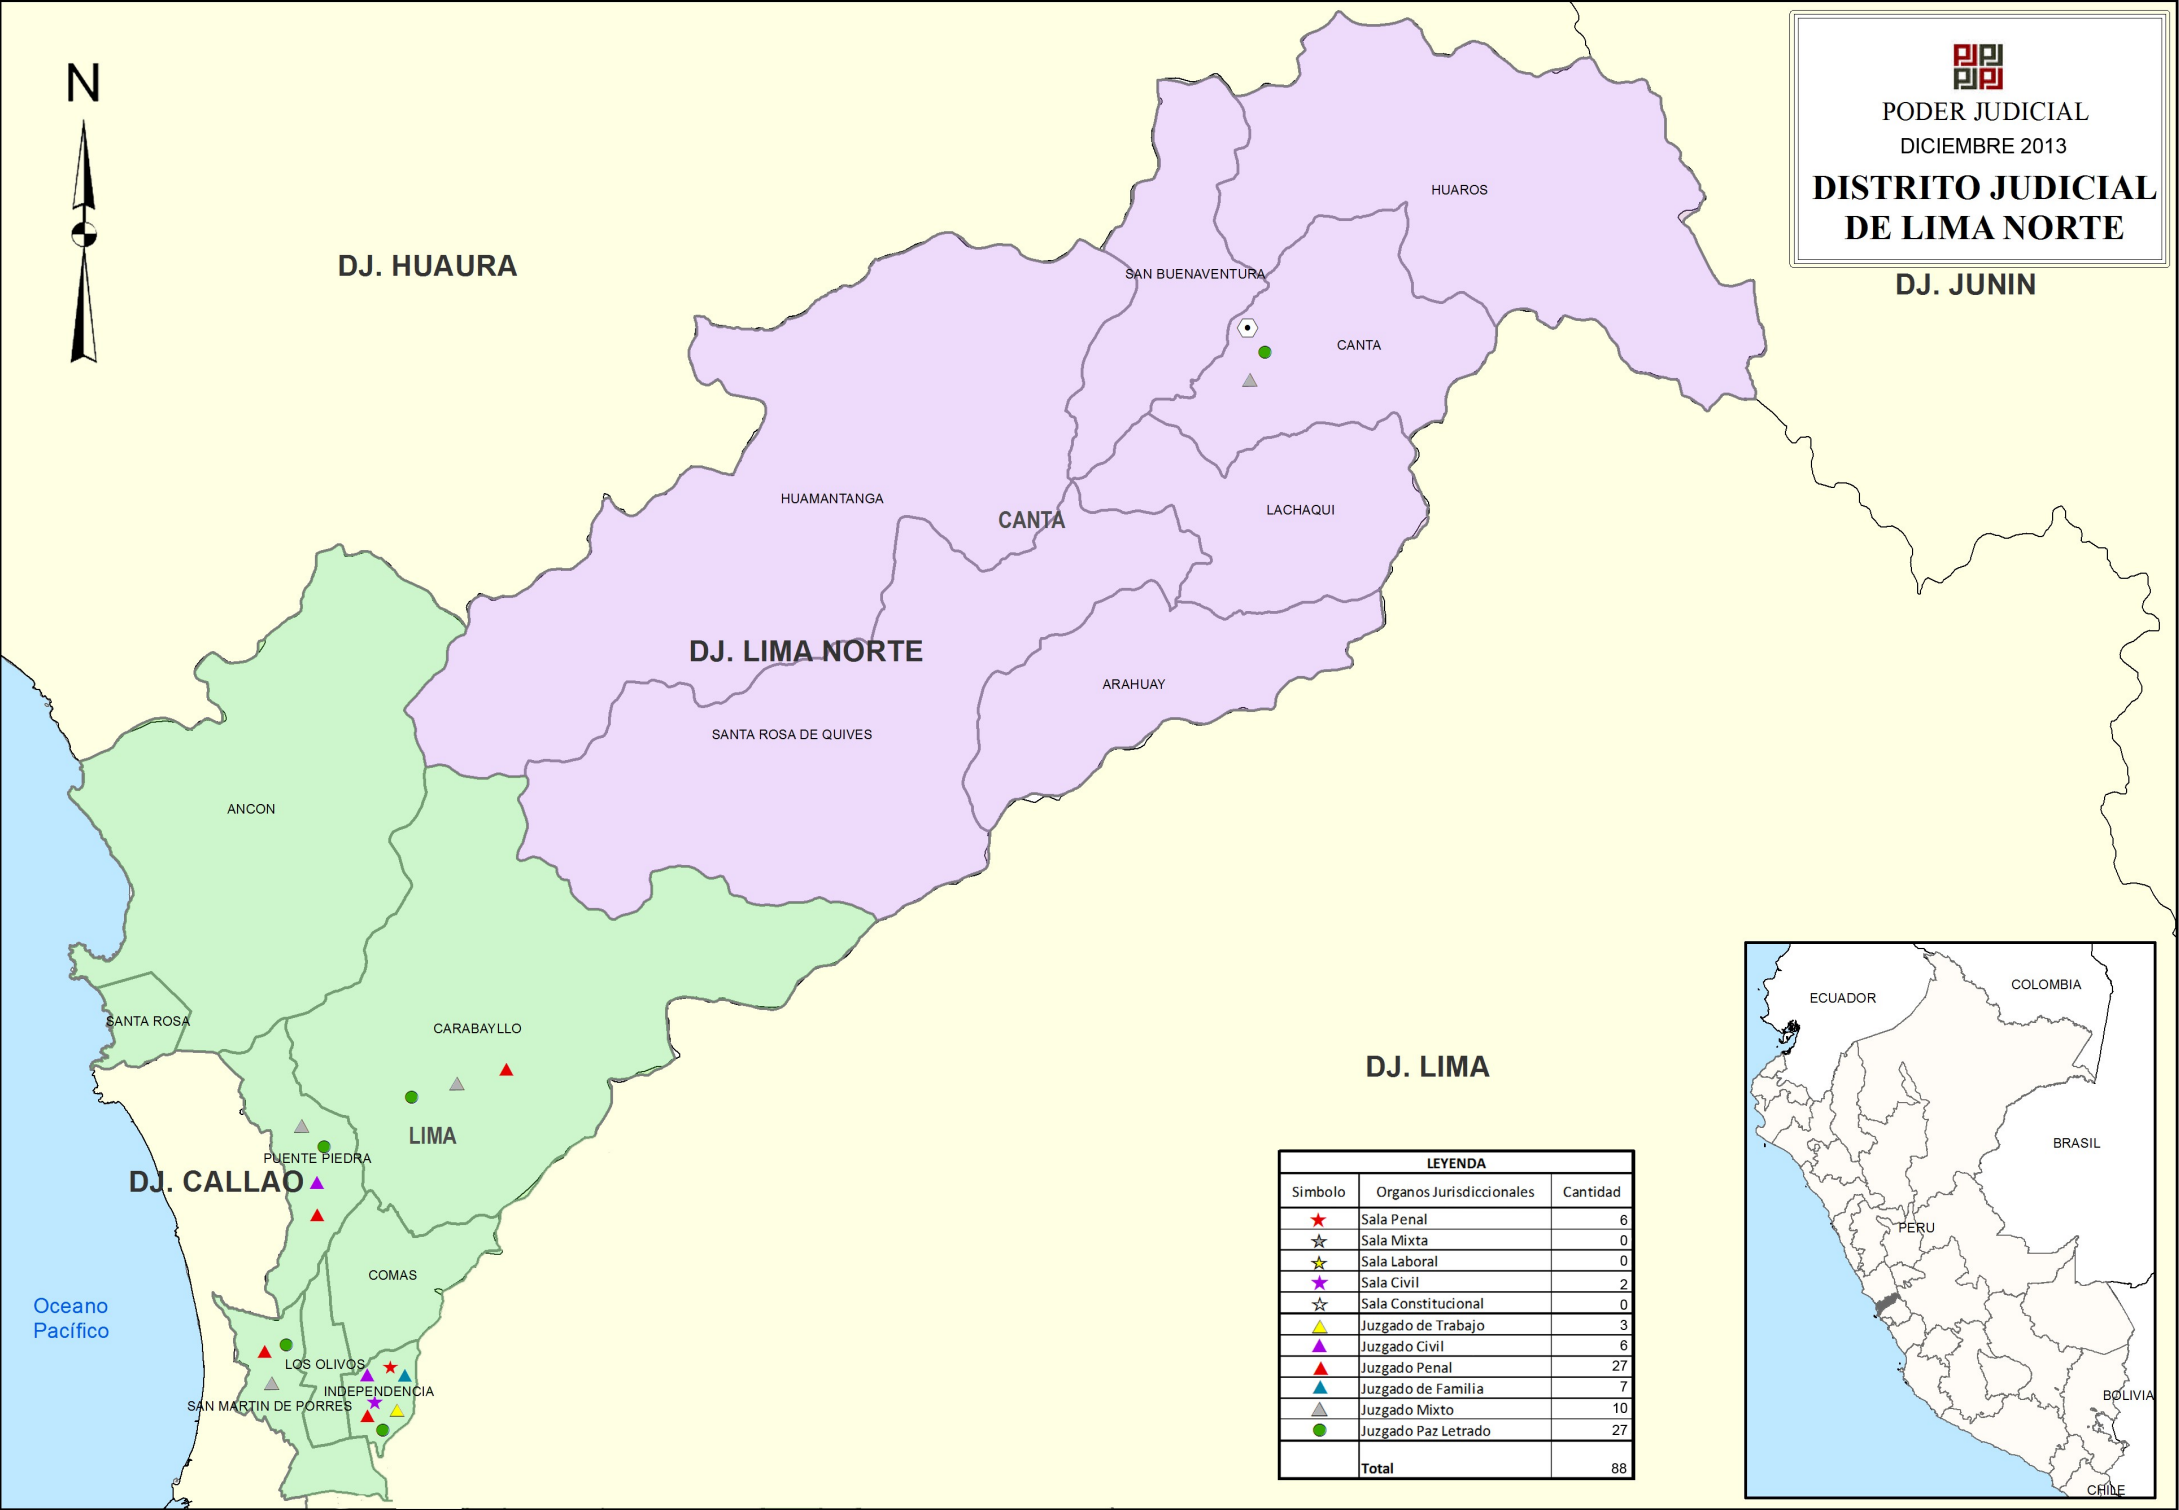 N
PJPJ
PJPJ
PODER JUDICIAL
DICIEMBRE 2013
DISTRITO JUDICIAL
DE LIMA NORTE
DJ. HUAURA
DJ. JUNIN
HUAROS
SAN BUENAVENTURA
CANTA
HUAMANTANGA
CANTA
LACHAQUI
DJ. LIMA NORTE
ARAHUAY
SANTA ROSA DE QUIVES
ANCON
SANTA ROSA
CARABAYLLO
DJ. LIMA
LIMA
PUENTE PIEDRA
DJ. CALLAO
COMAS
Oceano
Pacífico
LOS OLIVOS
INDEPENDENCIA
SAN MARTIN DE PORRES
LEYENDA
Simbolo Organos Jurisdiccionales Cantidad
Sala Penal 6
Sala Mixta 0
Sala Laboral 0
Sala Civil 2
Sala Constitucional 0
Juzgado de Trabajo 3
Juzgado Civil 6
Juzgado Penal 27
Juzgado de Familia 7
Juzgado Mixto 10
Juzgado Paz Letrado 27
Total 88
ECUADOR
COLOMBIA
BRASIL
PERU
BOLIVIA
CHILE